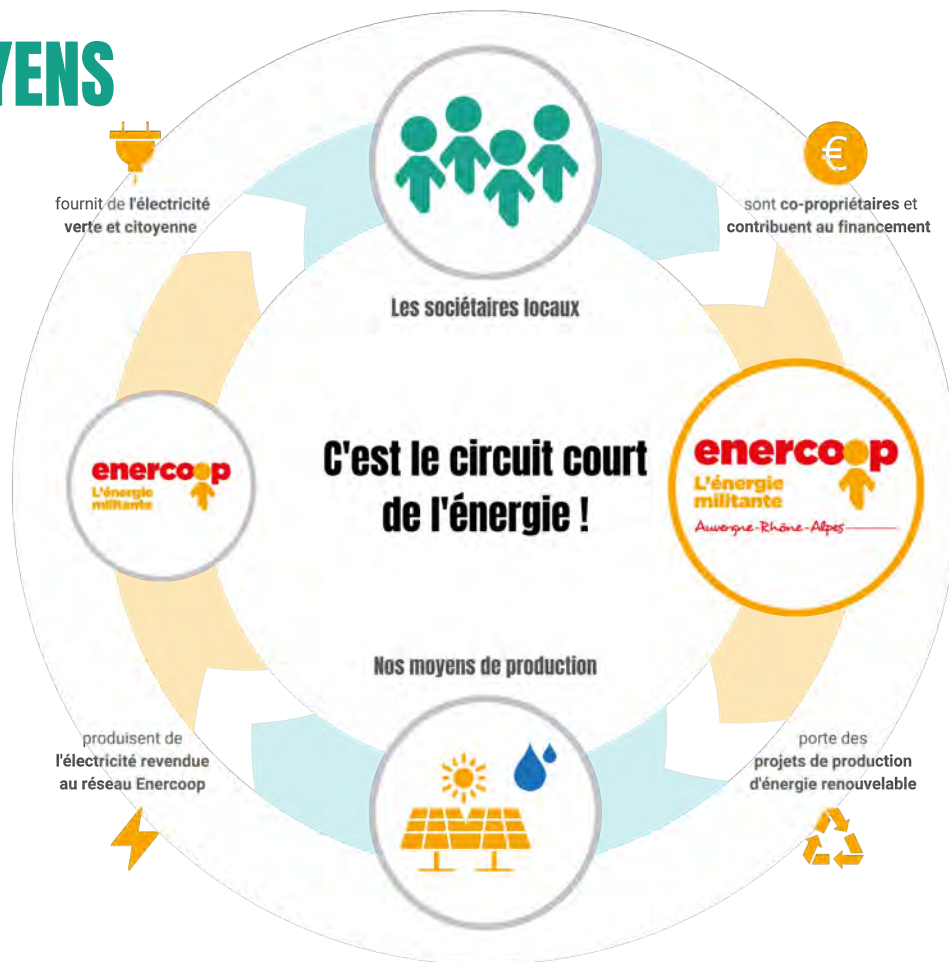 YENS
fournit de l'électricité
verte et citoyenne
€
sont co-propriétaires et
contribuent au financement
Les sociétaires locaux
enercoop
L'énergie
militante
C'est le circuit court
de l'énergie !
enercoop
L'énergie
militante
Auvergne-Rhône-Alpes
Nos moyens de production
produisent de
l'électricité revendue
au réseau Enercoop
porte des
projets de production
d'énergie renouvelable